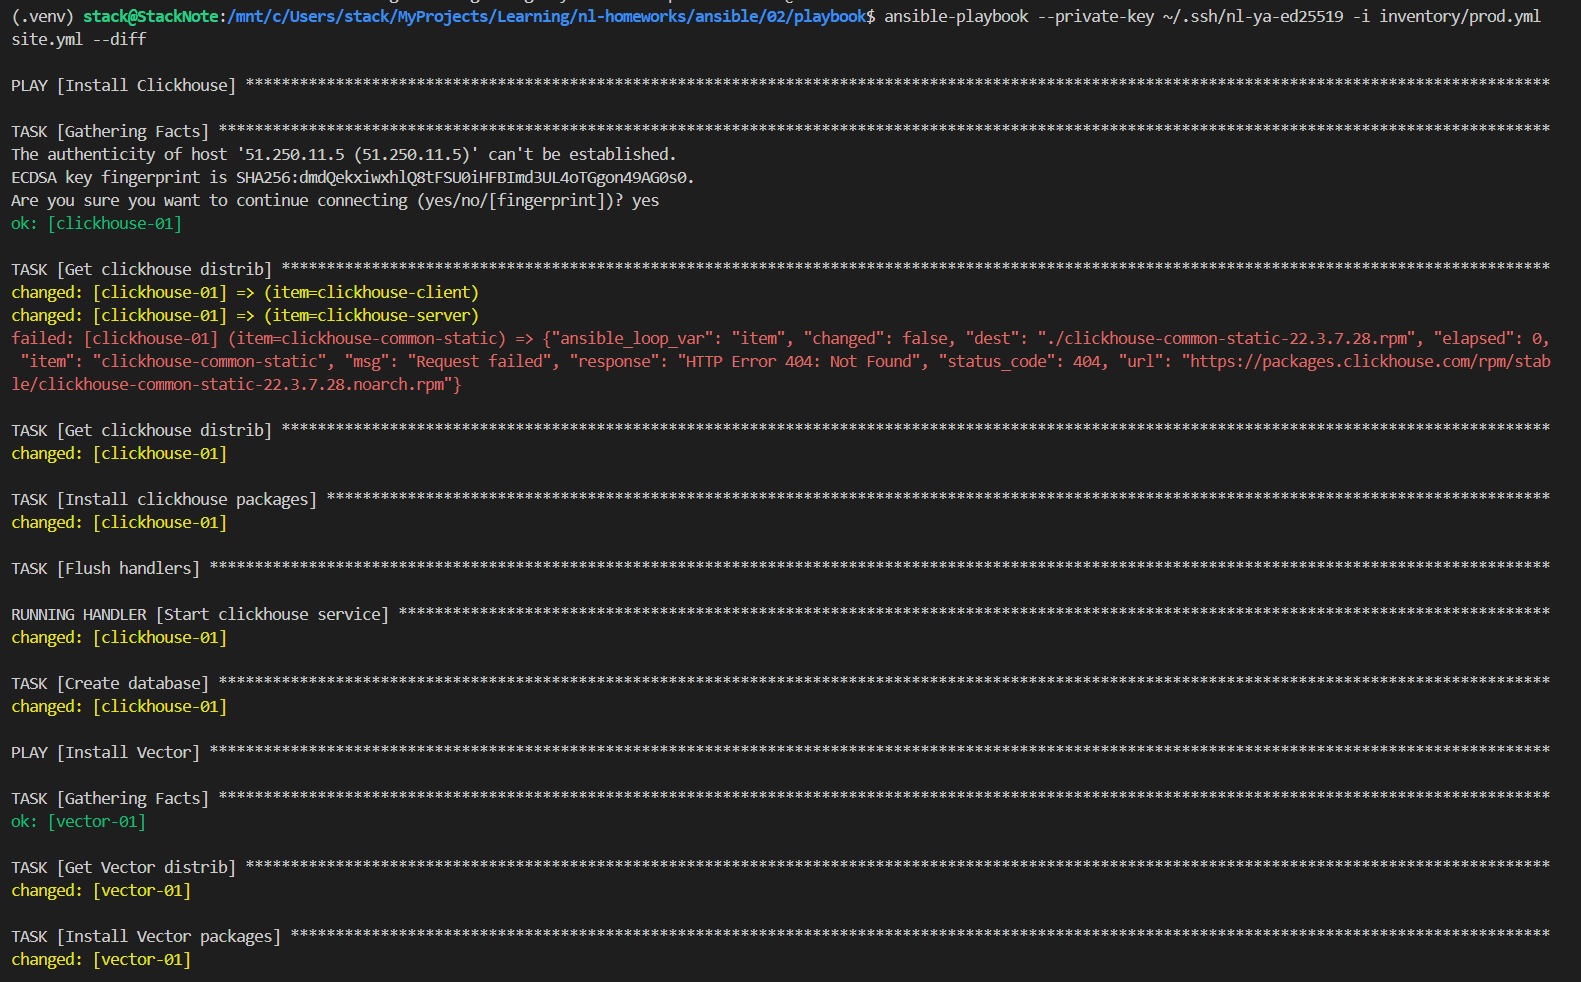 (.venv) stack@StackNote:/mnt/c/Users/stack/MyProjects/Learning/nl-homeworks/ansible/02/playbook$ ansible-playbook --private-key ~/.ssh/nl-ya-ed25519 -i inventory/prod.yml
site.yml --diff
PLAY [Install Clickhouse] *************************************************************************************************************************************************
TASK [Gathering Facts] ****************************************************************************************************************************************************
The authenticity of host '51.250.11.5 (51.250.11.5)' can't be established.
ECDSA key fingerprint is SHA256:dmdQekxiwxhlQ8tFSU0iHFBImd3UL4oTGgon49AG0s0.
Are you sure you want to continue connecting (yes/no/[fingerprint])? yes
ok: [clickhouse-01]
TASK [Get clickhouse distrib] *********************************************************************************************************************************************
changed: [clickhouse-01] => (item=clickhouse-client)
changed: [clickhouse-01] => (item=clickhouse-server)
failed: [clickhouse-01] (item=clickhouse-common-static) => {"ansible_loop_var": "item", "changed": false, "dest": "./clickhouse-common-static-22.3.7.28.rpm", "elapsed": 0,
"item": "clickhouse-common-static", "msg": "Request failed", "response": "HTTP Error 404: Not Found", "status_code": 404, "url": "https://packages.clickhouse.com/rpm/stab
le/clickhouse-common-static-22.3.7.28.noarch.rpm"}
TASK [Get clickhouse distrib] *********************************************************************************************************************************************
changed: [clickhouse-01]
TASK [Install clickhouse packages] ****************************************************************************************************************************************
changed: [clickhouse-01]
TASK [Flush handlers] *****************************************************************************************************************************************************
RUNNING HANDLER [Start clickhouse service] ********************************************************************************************************************************
changed: [clickhouse-01]
TASK [Create database] ****************************************************************************************************************************************************
changed: [clickhouse-01]
PLAY [Install Vector] *****************************************************************************************************************************************************
TASK [Gathering Facts] ****************************************************************************************************************************************************
ok: [vector-01]
TASK [Get Vector distrib] *************************************************************************************************************************************************
changed: [vector-01]
TASK [Install Vector packages] ********************************************************************************************************************************************
changed: [vector-01]